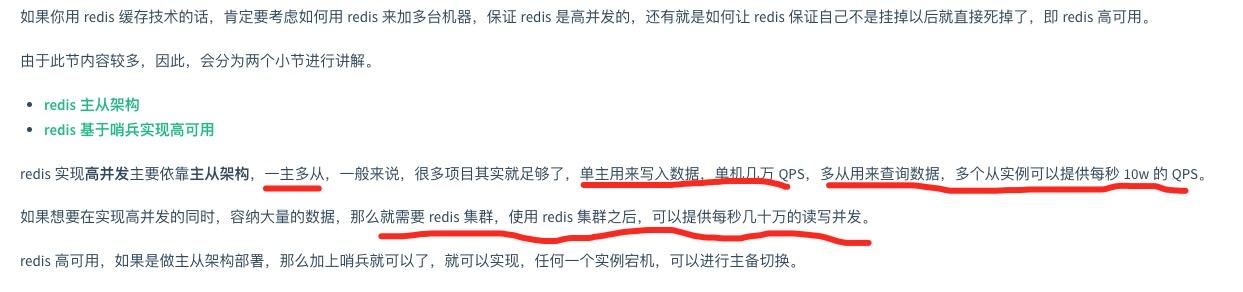 如果你用 redis 缓存技术的话，肯定要考虑如何用 redis 来加多台机器，保证 redis 是高并发的，还有就是如何让 redis 保证自己不是挂掉以后就直接死掉了，即 redis 高可用。
由于此节内容较多，因此，会分为两个小节进行讲解。
• redis 主从架构
• redis 基于哨兵实现高可用
redis 实现高并发主要依靠主从架构，一主多从，一般来说，很多项目其实就足够了，单主用来写入数据，单机几万 QPS，多从用来查询数据，多个从实例可以提供每秒 10w 的 QPS。
如果想要在实现高并发的同时，容纳大量的数据，那么就需要 redis 集群，使用 redis 集群之后，可以提供每秒几十万的读写并发。
redis 高可用，如果是做主从架构部署，那么加上哨兵就可以了，就可以实现，任何一个实例宕机，可以进行主备切换。